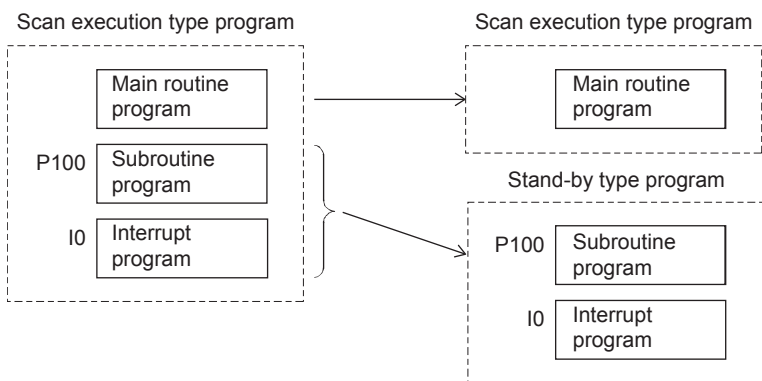 Scan execution type program
Main routine
program
P100
Subroutine
program
I0
Interrupt
program
Scan execution type program
Main routine
program
Stand-by type program
P100
Subroutine
program
I0
Interrupt
program